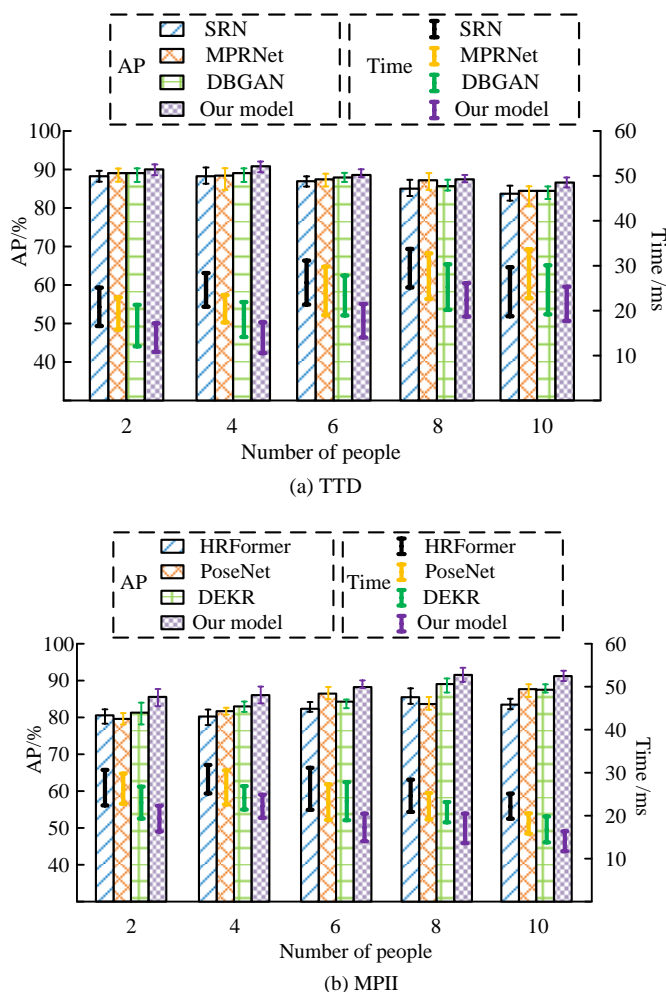 AP
SRN
MPRNet
DBGAN
Our model
Time
SRN
MPRNet
DBGAN
Our model
AP/%
100
90
80
70
60
50
40
60
50
40
30
20
10
Time /ms
2 4 6 8 10
Number of people
(a) TTD
AP
HRFormer
PoseNet
DEKR
Our model
Time
HRFormer
PoseNet
DEKR
Our model
AP/%
100
90
80
70
60
50
40
60
50
40
30
20
10
Time /ms
2 4 6 8 10
Number of people
(b) MPII